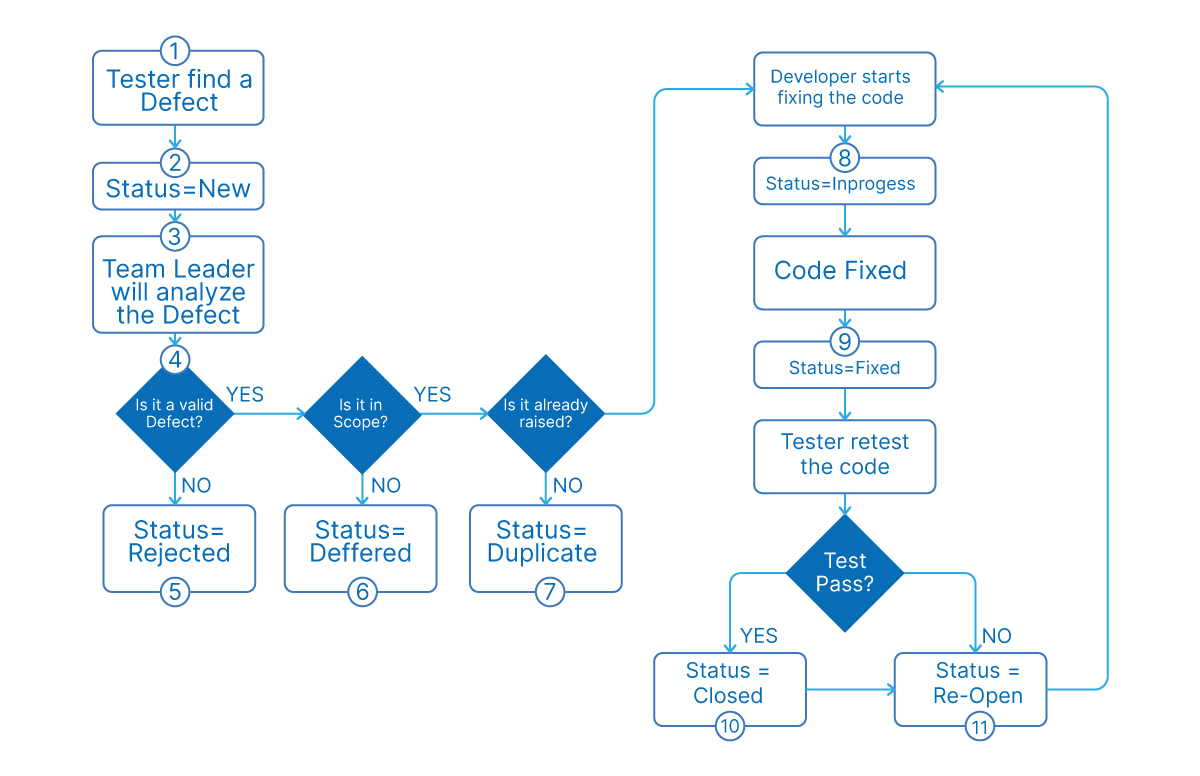 1
Tester find a
Defect
2
Status=New
3
Team Leader
will analyze
the Defect
4
Is it a valid
Defect?
YES
NO
Status=
Rejected
5
Is it in
Scope?
YES
NO
Status=
Deffered
6
Is it already
raised?
NO
Status=
Duplicate
7
Developer starts
fixing the code
8
Status=Inprogess
Code Fixed
9
Status=Fixed
Tester retest
the code
Test
Pass?
YES
NO
Status =
Closed
10
Status =
Re-Open
11